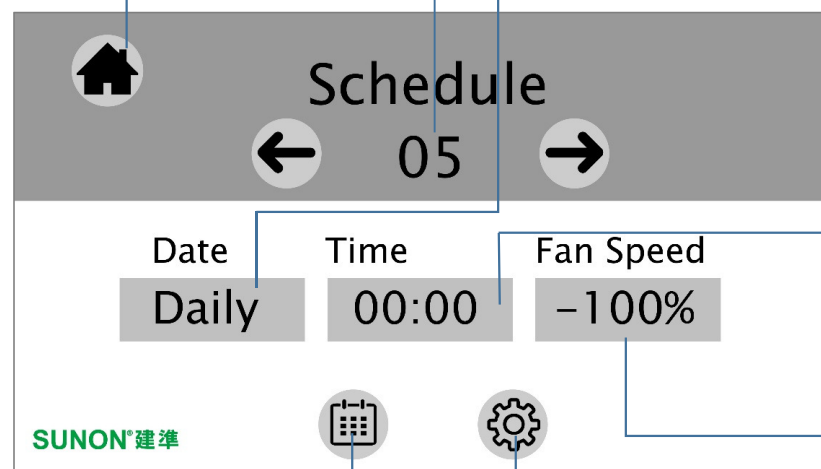 Schedule
05
Date Time Fan Speed
Daily 00:00 -100%
SUNON®建準